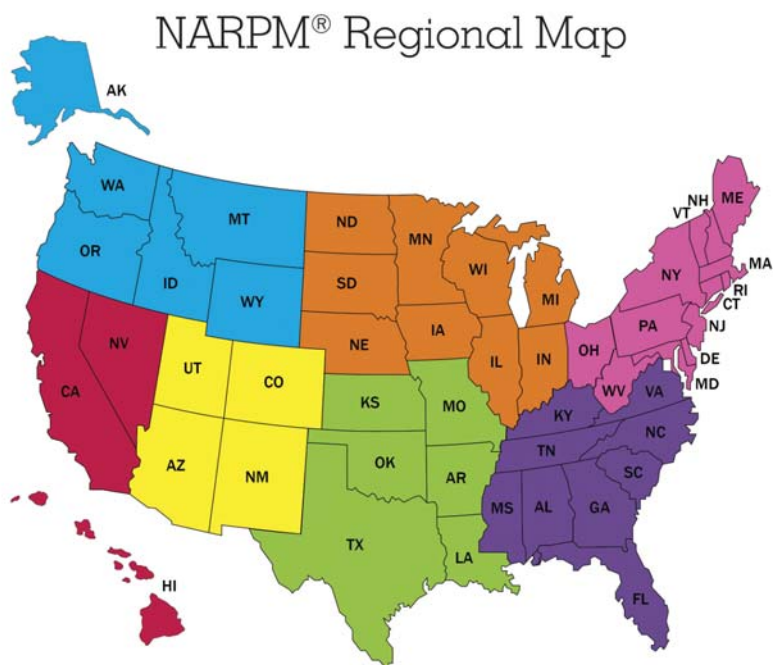 NARPM® Regional Map
AK
WA
MT
ND
MN
VT
NH
ME
OR
ID
WY
SD
WI
MI
NY
MA
RI
CT
NV
UT
CO
NE
IA
IL
IN
OH
PA
NJ
DE
MD
CA
KS
MO
WV
VA
KY
AZ
NM
OK
AR
TN
NC
SC
TX
LA
MS
AL
GA
HI
FL